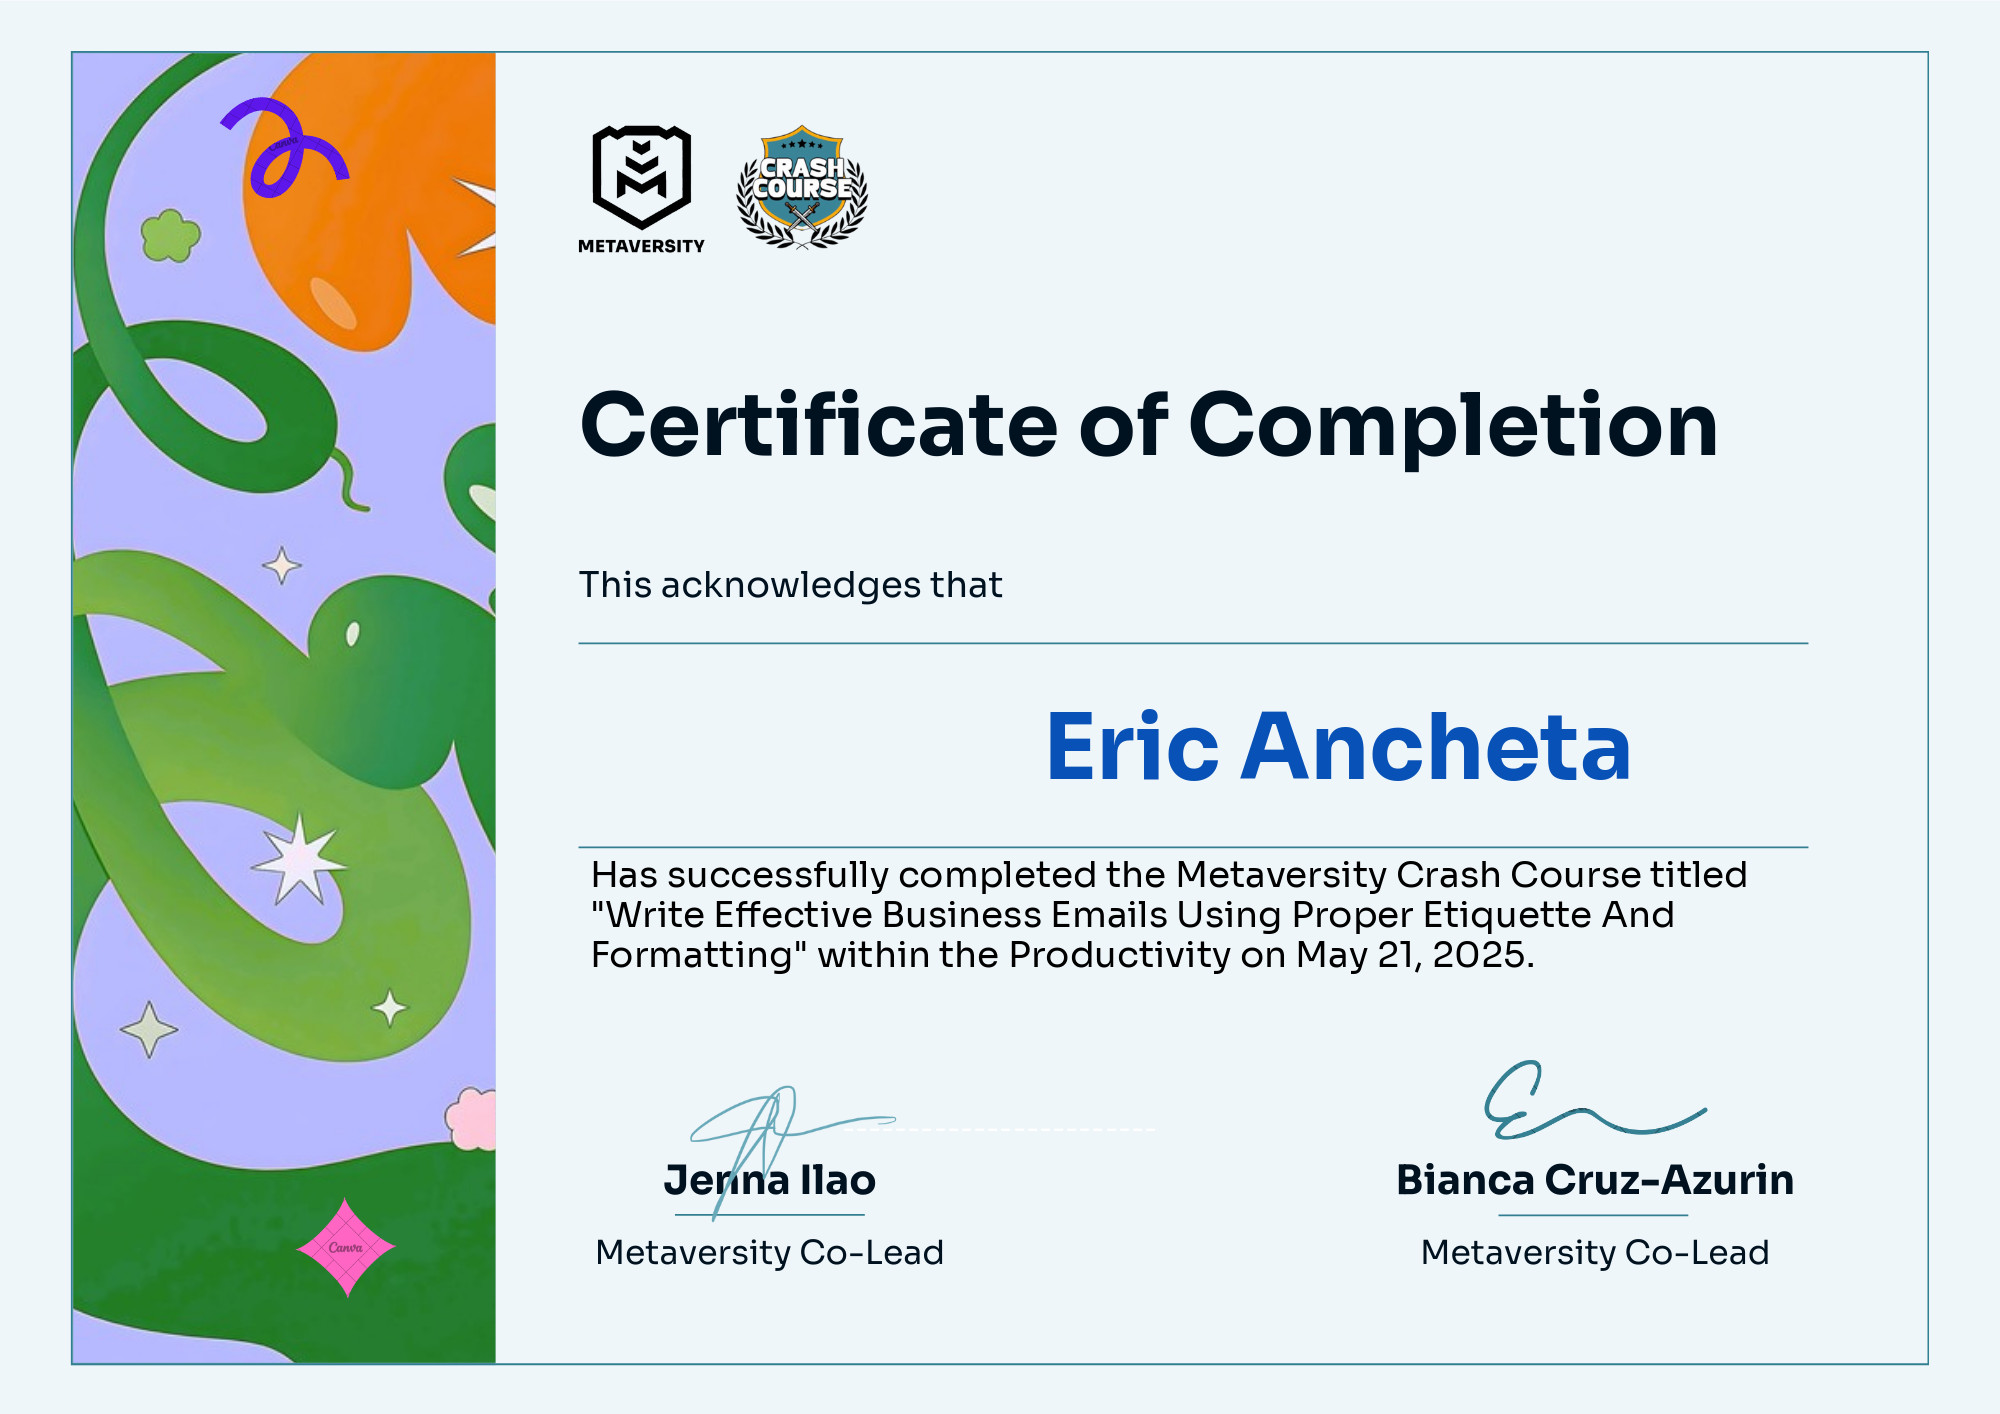 Canva
METAVERSITY
CRASH
COURSE
Certificate of Completion
This acknowledges that
Eric Ancheta
Has successfully completed the Metaversity Crash Course titled
"Write Effective Business Emails Using Proper Etiquette And
Formatting" within the Productivity on May 21, 2025.
Jenna Ilao
Bianca Cruz-Azurin
Metaversity Co-Lead
Metaversity Co-Lead
Canva